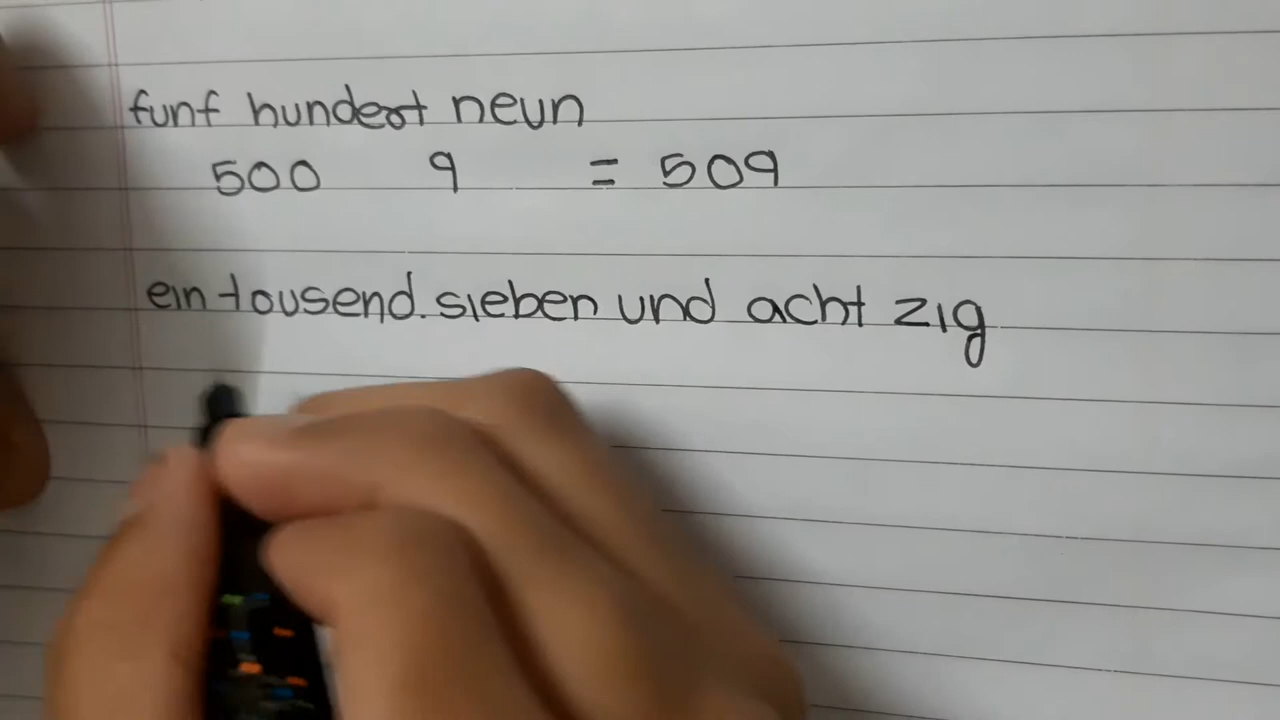 funf hundert neun
500 9 = 509
ein tousend.sieben und acht zig